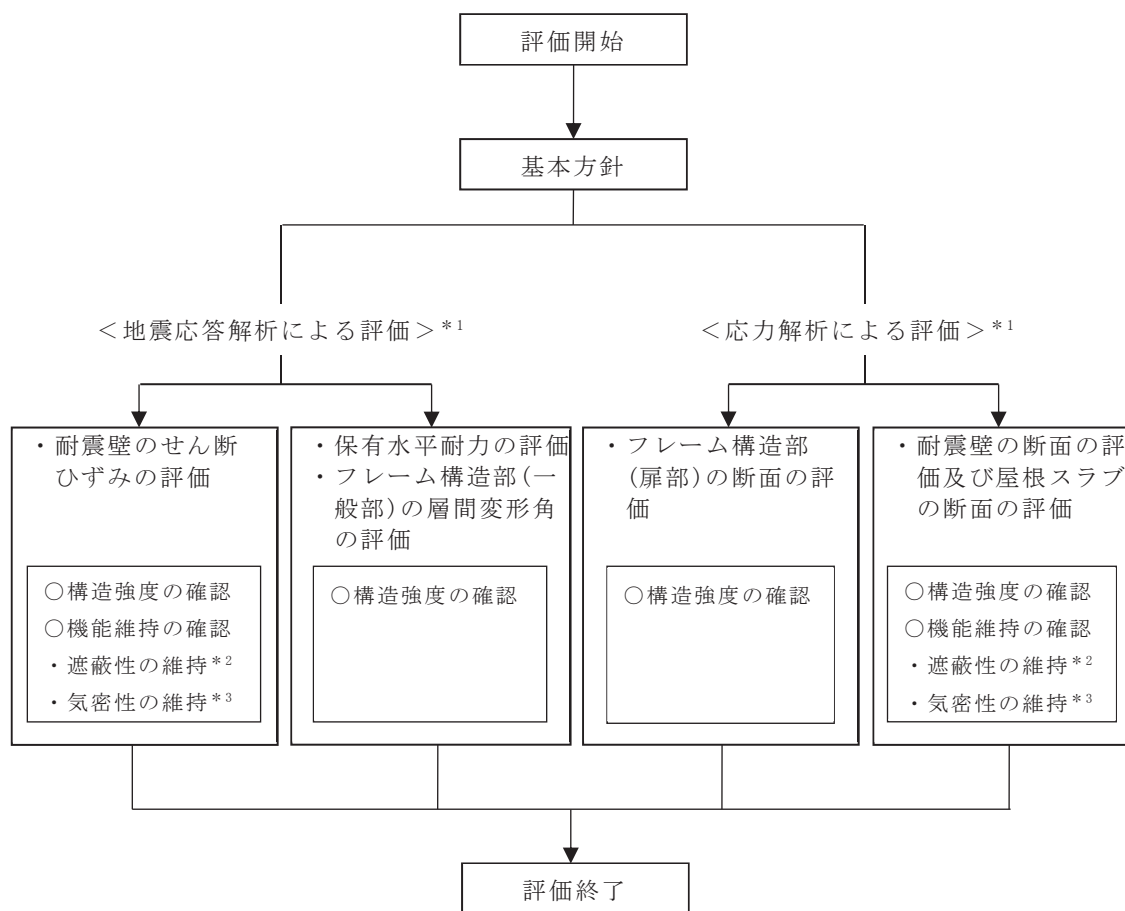 評価開始
基本方針
＜地震応答解析による評価＞*1
＜応力解析による評価＞*1
・耐震壁のせん断
ひずみの評価
○構造強度の確認
○機能維持の確認
・遮蔽性の維持*2
・気密性の維持*3
・保有水平耐力の評価
・フレーム構造部(一
般部)の層間変形角
の評価
○構造強度の確認
・フレーム構造部
(扉部)の断面の評
価
○構造強度の確認
・耐震壁の断面の評
価及び屋根スラブ
の断面の評価
○構造強度の確認
○機能維持の確認
・遮蔽性の維持*2
・気密性の維持*3
評価終了